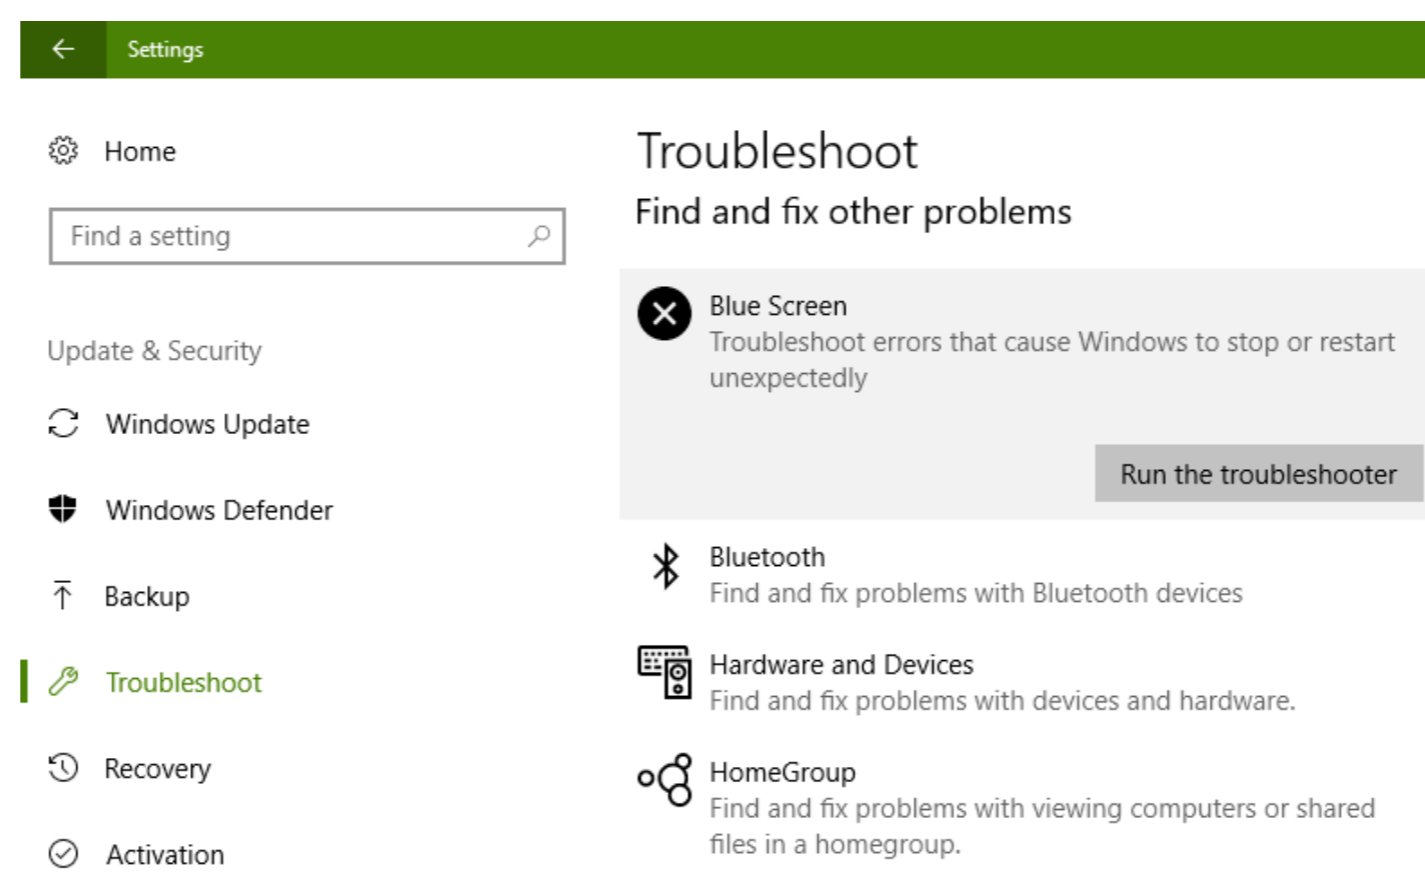 Settings
Home
Find a setting
Update & Security
Windows Update
Windows Defender
Backup
Troubleshoot
Recovery
Activation
Troubleshoot
Find and fix other problems
Blue Screen
Troubleshoot errors that cause Windows to stop or restart
unexpectedly
Run the troubleshooter
Bluetooth
Find and fix problems with Bluetooth devices
Hardware and Devices
Find and fix problems with devices and hardware.
HomeGroup
Find and fix problems with viewing computers or shared
files in a homegroup.